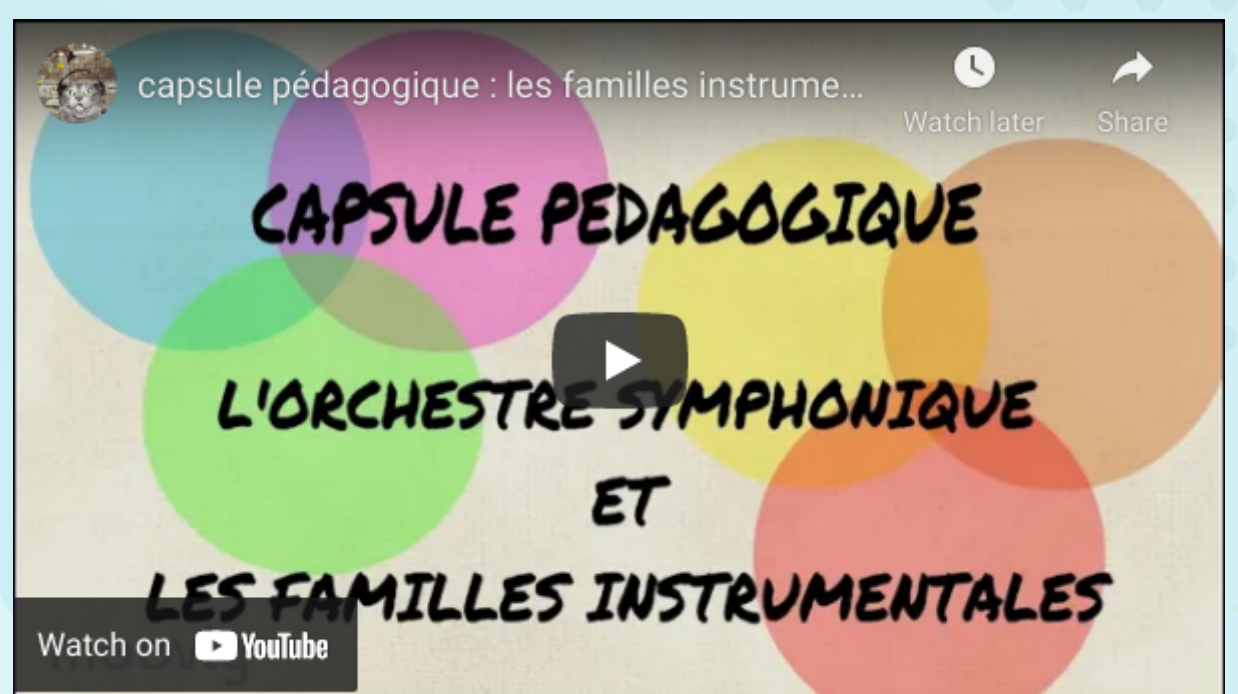 capsule pédagogique : les familles instrume...
Watch later
Share
CAPSULE PEDAGOGIQUE
L'ORCHESTRE SYMPHONIQUE
ET
LES FAMILLES INSTRUMENTALES
Watch on YouTube